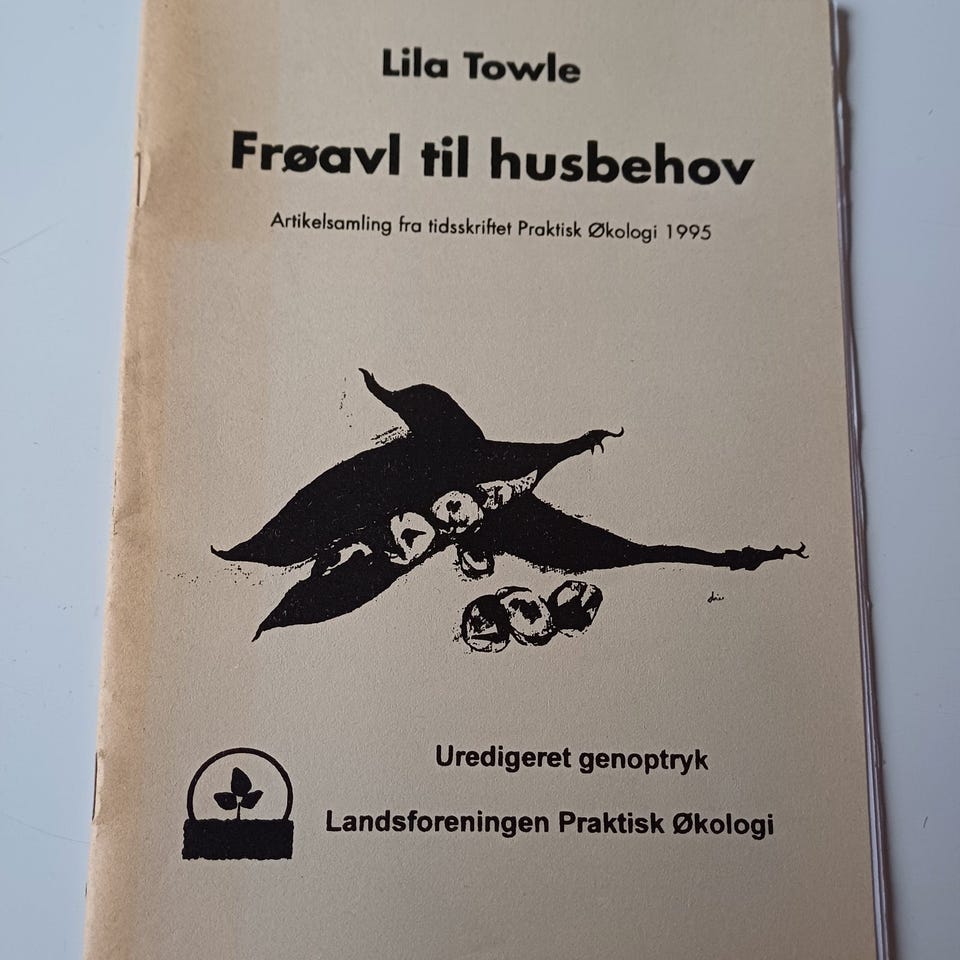 Lila Towle
Frøavl til husbehov
Artikelsamling fra tidsskriftet Praktisk Økologi 1995
Uredigeret genoptryk
Landsforeningen Praktisk Økologi